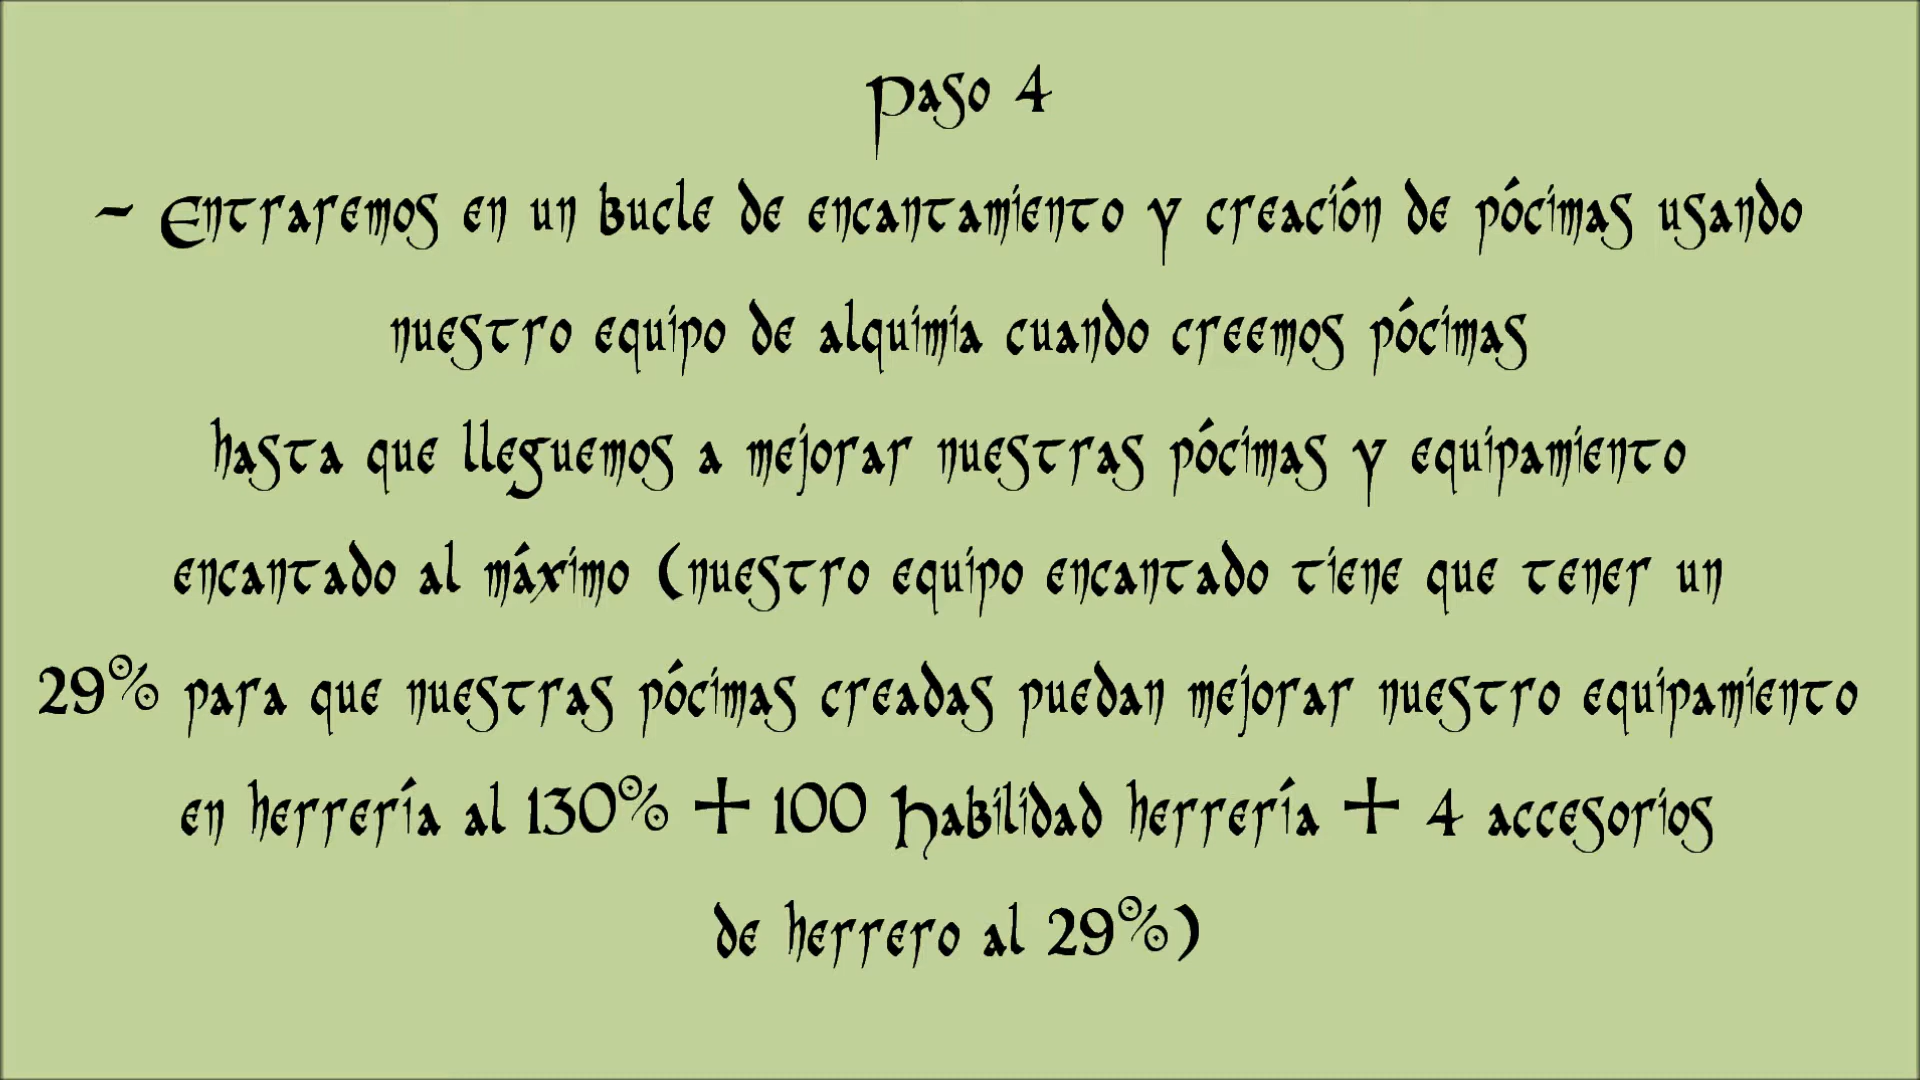 Paso 4
- Entraremos en un bucle de encantamiento y creación de pócimas usando
nuestro equipo de alquimia cuando creemos pócimas
hasta que lleguemos a mejorar nuestras pócimas y equipamiento
encantado al máximo (nuestro equipo encantado tiene que tener un
29% para que nuestras pócimas creadas puedan mejorar nuestro equipamiento
en herrería al 130% + 100 Habilidad herrería + 4 accesorios
de herrero al 29%)